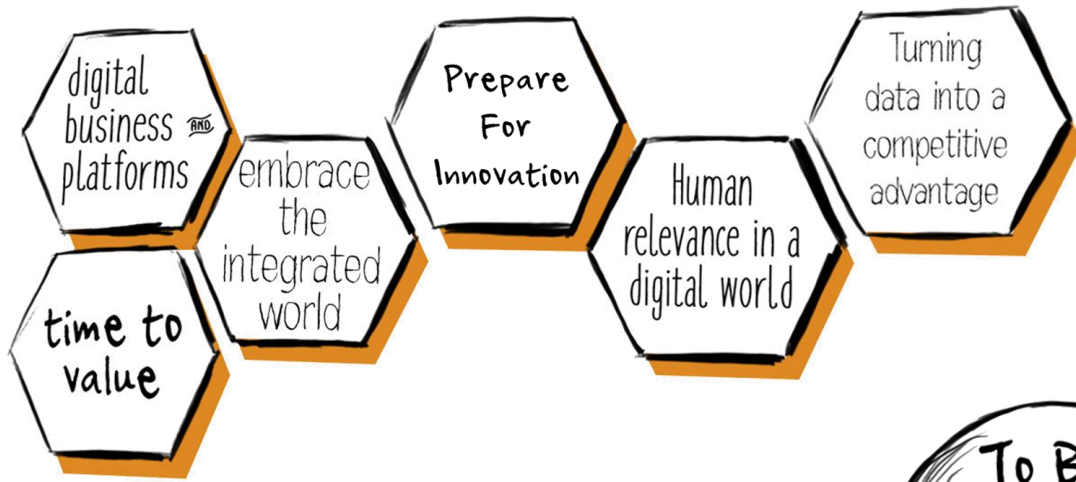 digital
business AND
platforms
embrace
the
integrated
world
time to
value
Prepare
For
Innovation
Human
relevance in a
digital world
Turning
data into a
competitive
advantage
To B